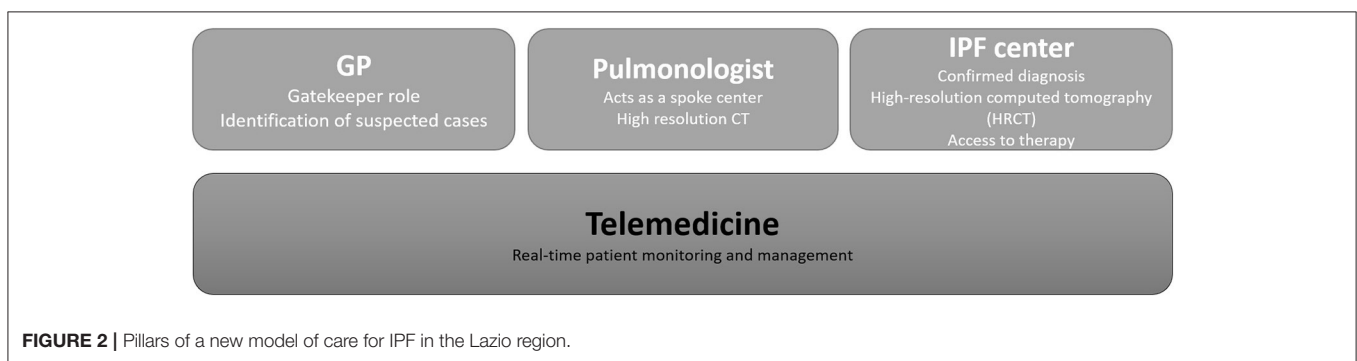 GP
Gatekeeper role
Identification of suspected cases
Pulmonologist
Acts as a spoke center
High resolution CT
IPF center
Confirmed diagnosis
High-resolution computed tomography
(HRCT)
Access to therapy
Telemedicine
Real-time patient monitoring and management
FIGURE 2 | Pillars of a new model of care for IPF in the Lazio region.